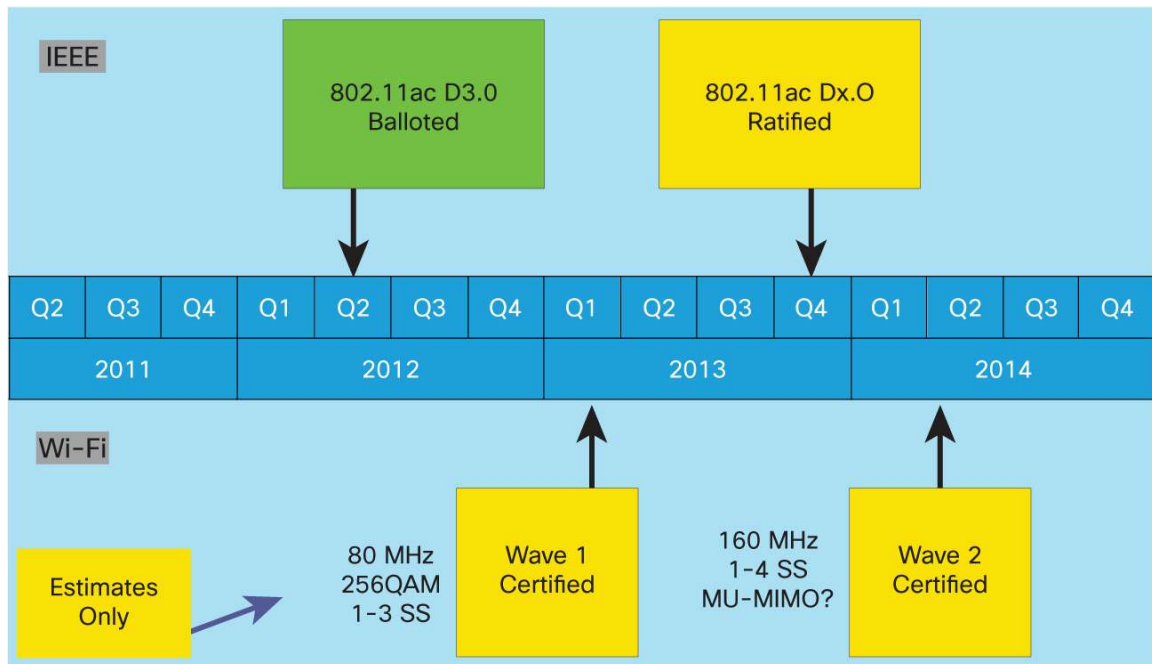 IEEE
802.11ac D3.0
Balloted
802.11ac Dx.O
Ratified
Q2 Q3 Q4 Q1 Q2 Q3 Q4 Q1 Q2 Q3 Q4 Q1 Q2 Q3 Q4
2011 2012 2013 2014
Wi-Fi
Estimates
Only
80 MHz
256QAM
1-3 SS
Wave 1
Certified
160 MHz
1-4 SS
MU-MIMO?
Wave 2
Certified